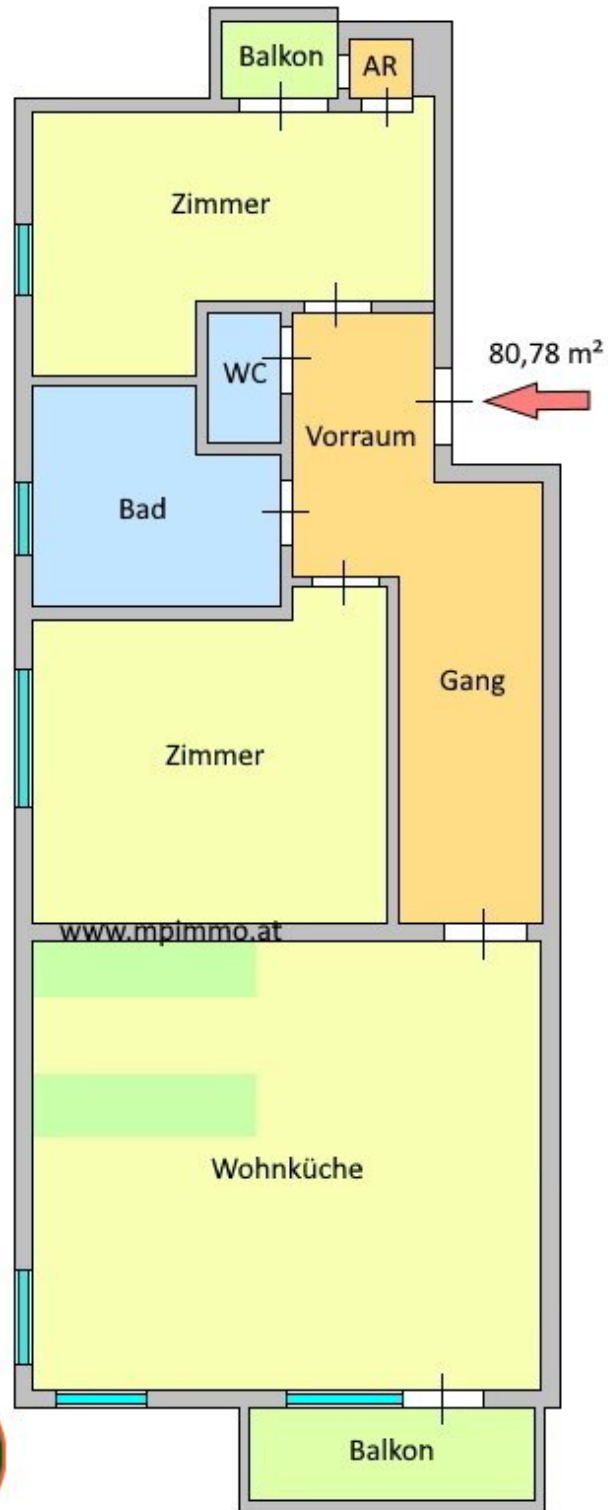 Balkon
AR
Zimmer
80,78 m²
WC
Vorraum
Bad
Gang
Zimmer
www.mpimmo.at
Wohnküche
Balkon